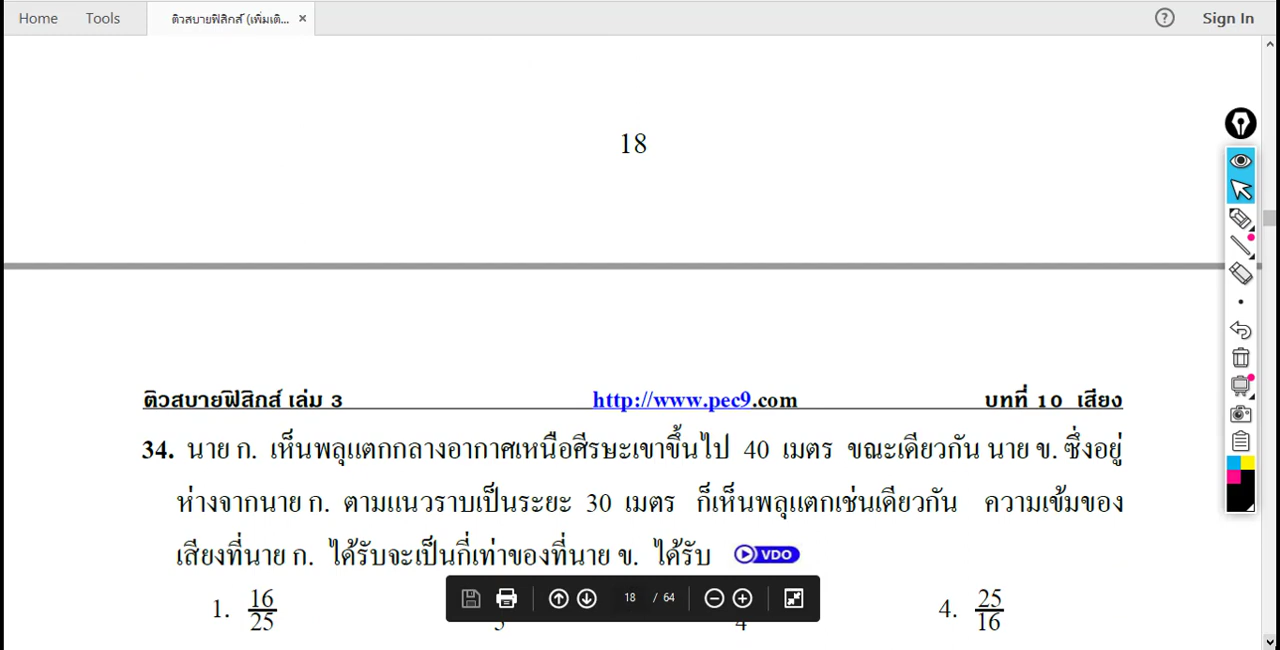 Home Tools ติวสบายฟิสิกส์ (เพิ่มเติ... × ? Sign In
18
ติวสบายฟิสิกส์ เล่ม 3 http://www.pec9.com บทที่ 10 เสียง
34. นาย ก. เห็นพลุแตกกลางอากาศเหนือศีรษะเขาขึ้นไป 40 เมตร ขณะเดียวกัน นาย ข. ซึ่งอยู่
ห่างจากนาย ก. ตามแนวราบเป็นระยะ 30 เมตร ก็เห็นพลุแตกเช่นเดียวกัน ความเข้มของ
เสียงที่นาย ก. ได้รับจะเป็นกี่เท่าของที่นาย ข. ได้รับ VDO
18 / 64
1. 16/25 4. 25/16